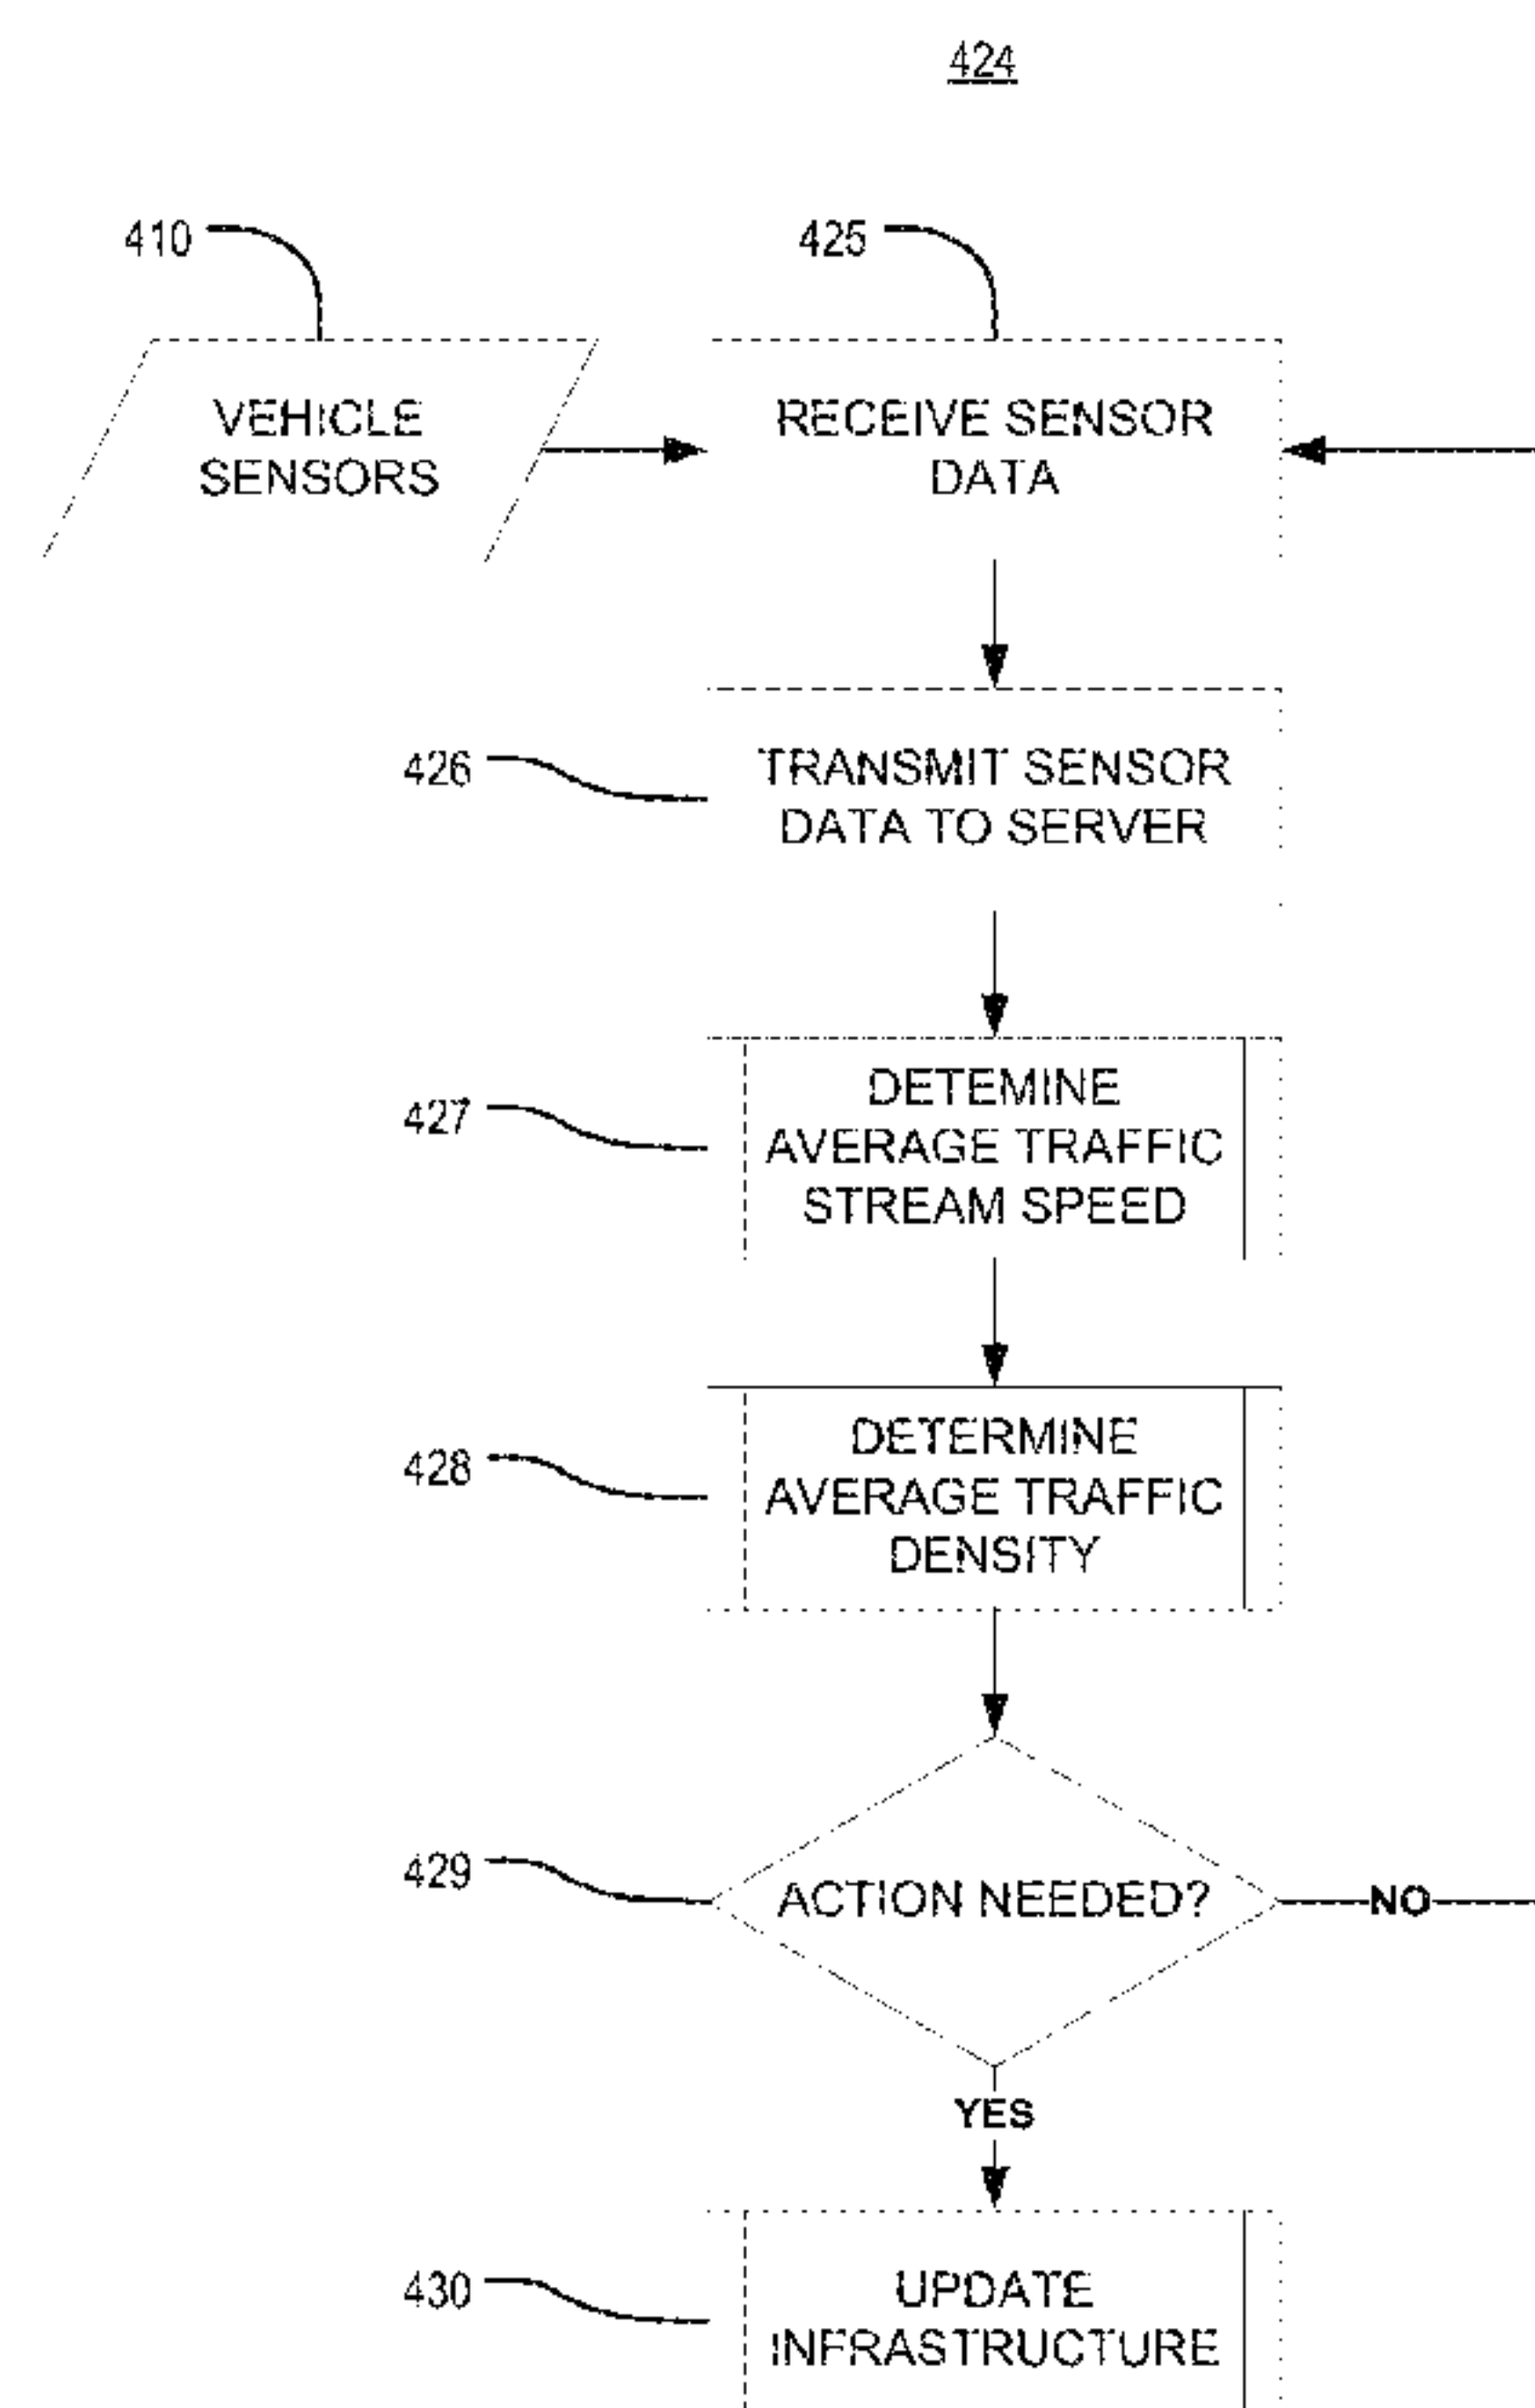 424
410
425
VEHICLE
SENSORS
RECEIVE SENSOR
DATA
426
TRANSMIT SENSOR
DATA TO SERVER
427
DETEMINE
AVERAGE TRAFFIC
STREAM SPEED
428
DETERMINE
AVERAGE TRAFFIC
DENSITY
429
ACTION NEEDED?
NO
YES
430
UPDATE
INFRASTRUCTURE